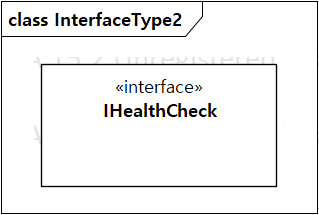 class InterfaceType2
«interface»
IHealthCheck